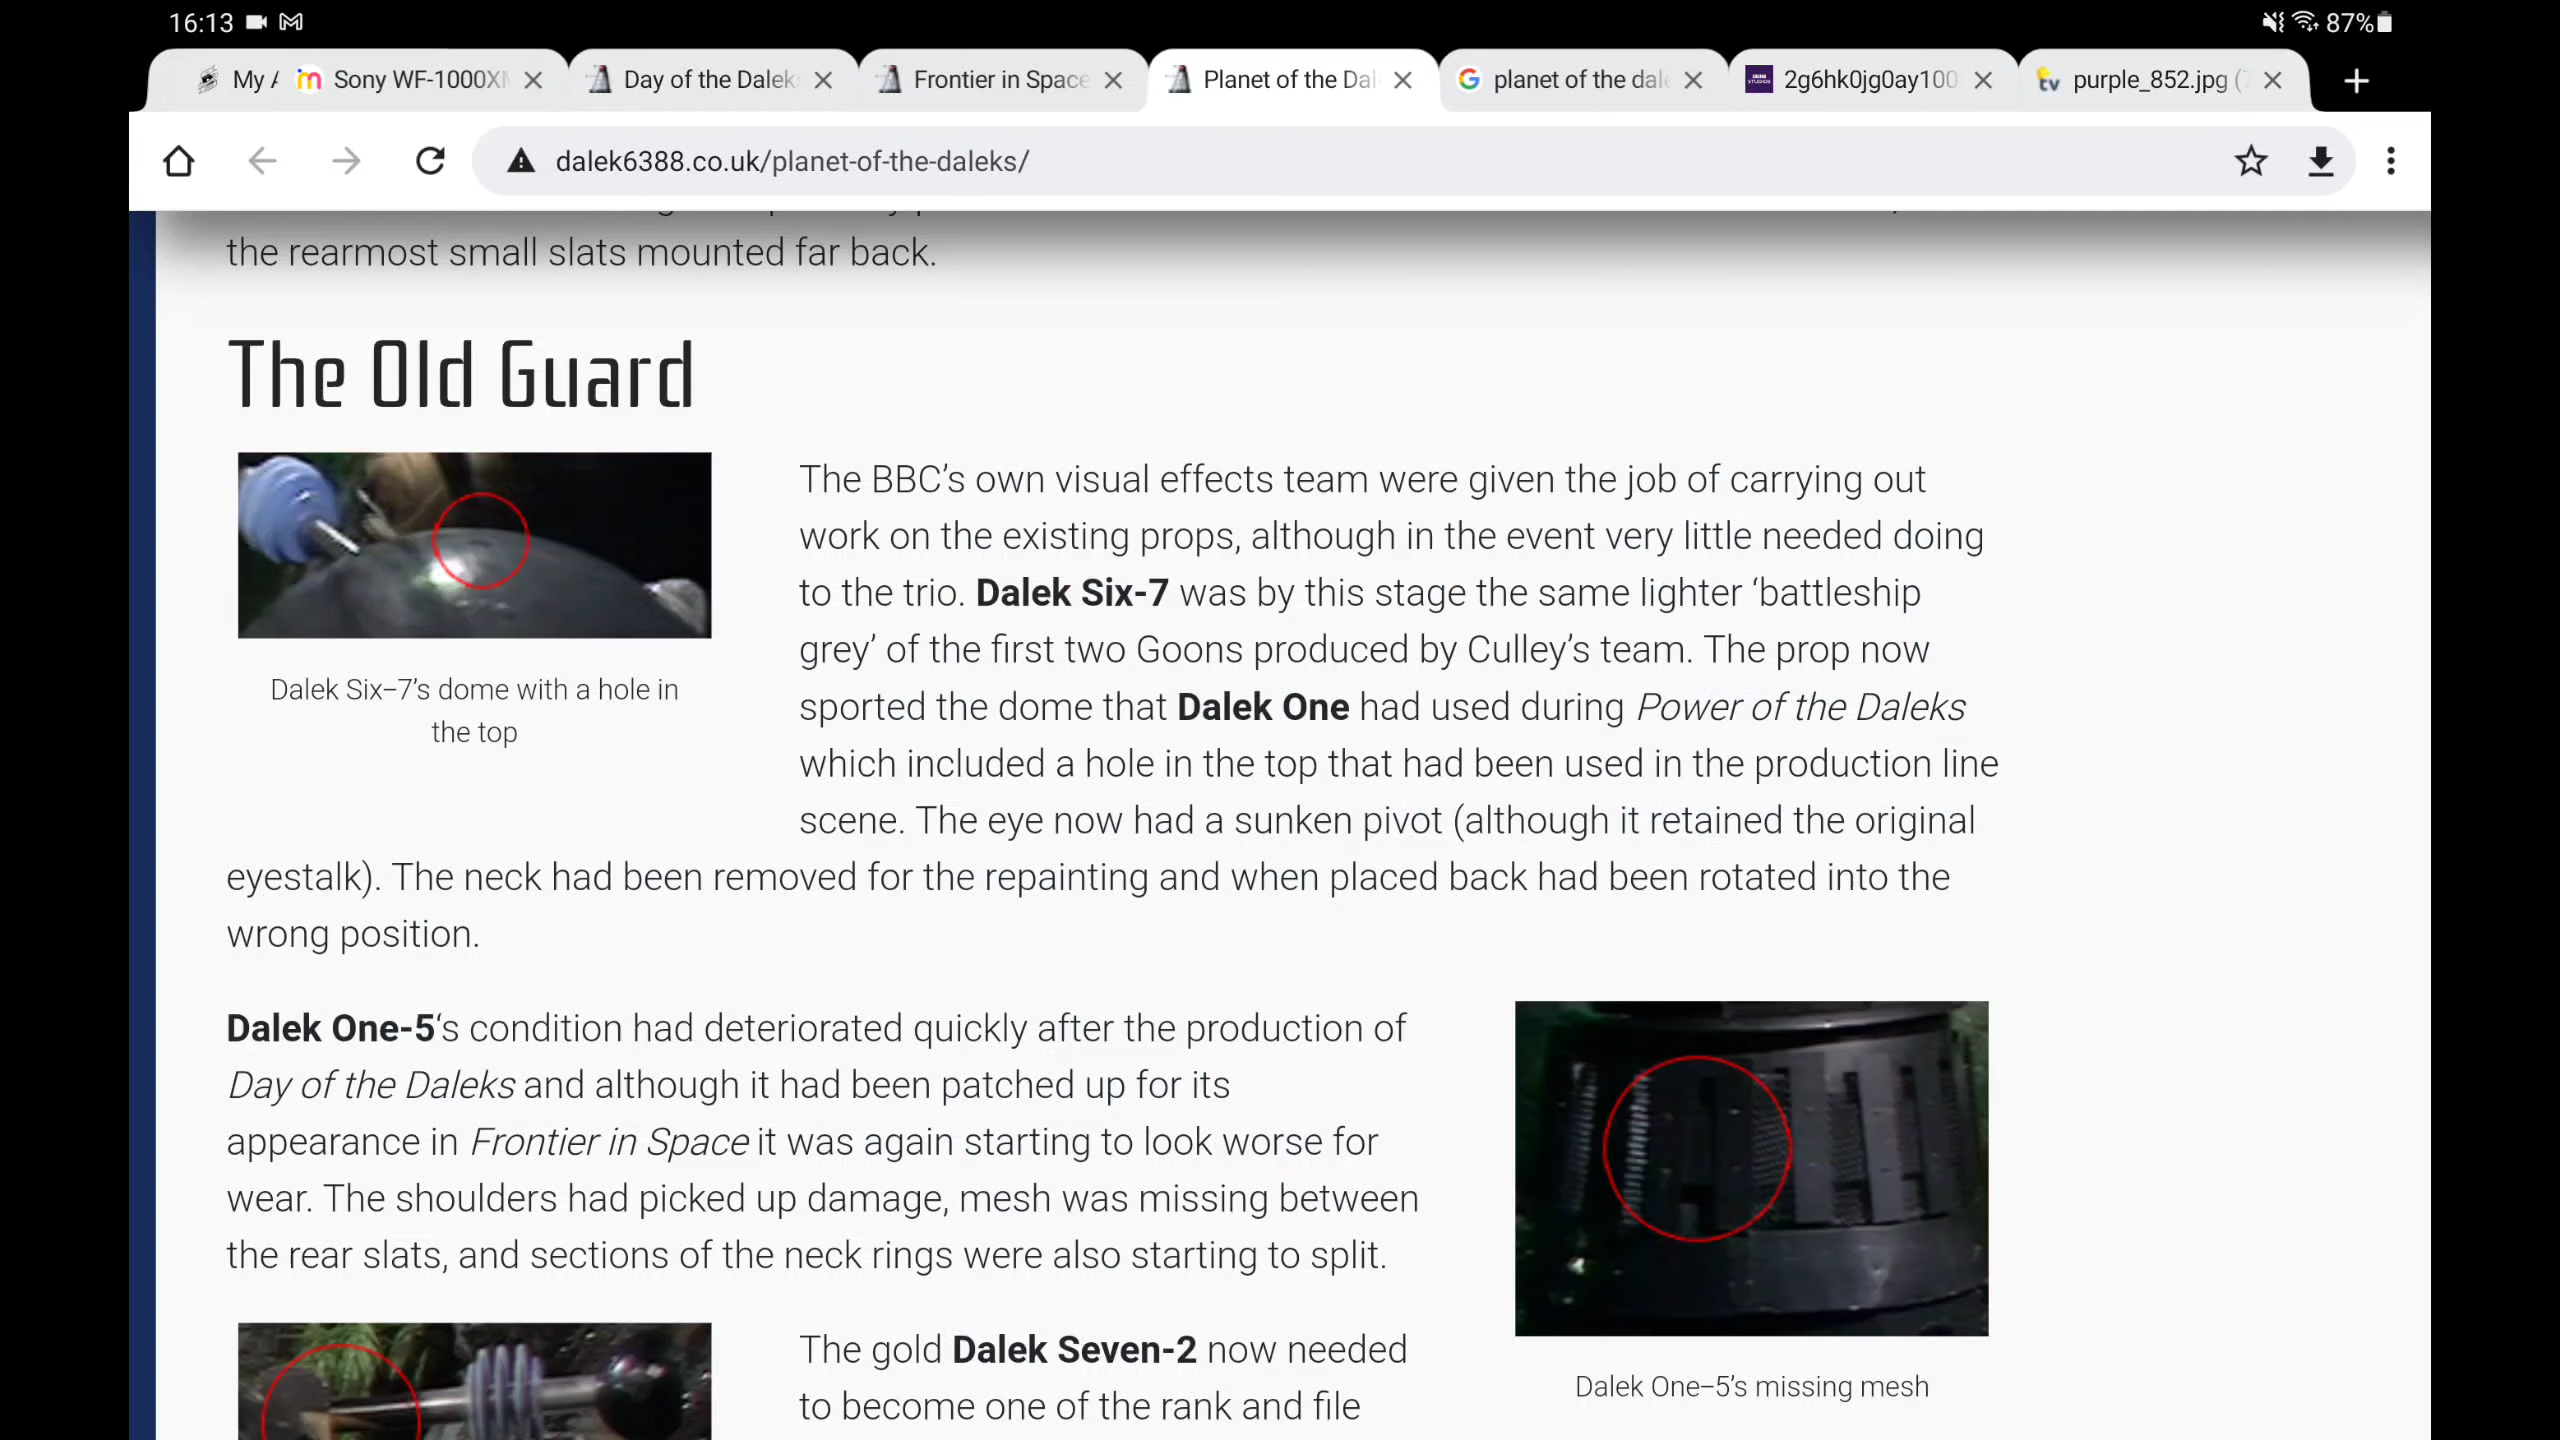 16:13
87%
My A
Sony WF-1000XM
Day of the Daleks
Frontier in Space
Planet of the Dal
planet of the dale
2g6hk0jg0ay100
purple_852.jpg (7
dalek6388.co.uk/planet-of-the-daleks/
the rearmost small slats mounted far back.
The Old Guard
Dalek Six–7’s dome with a hole in
the top
The BBC’s own visual effects team were given the job of carrying out
work on the existing props, although in the event very little needed doing
to the trio. Dalek Six-7 was by this stage the same lighter ‘battleship
grey’ of the first two Goons produced by Culley’s team. The prop now
sported the dome that Dalek One had used during Power of the Daleks
which included a hole in the top that had been used in the production line
scene. The eye now had a sunken pivot (although it retained the original
eyestalk). The neck had been removed for the repainting and when placed back had been rotated into the
wrong position.
Dalek One-5‘s condition had deteriorated quickly after the production of
Day of the Daleks and although it had been patched up for its
appearance in Frontier in Space it was again starting to look worse for
wear. The shoulders had picked up damage, mesh was missing between
the rear slats, and sections of the neck rings were also starting to split.
Dalek One–5’s missing mesh
The gold Dalek Seven-2 now needed
to become one of the rank and file